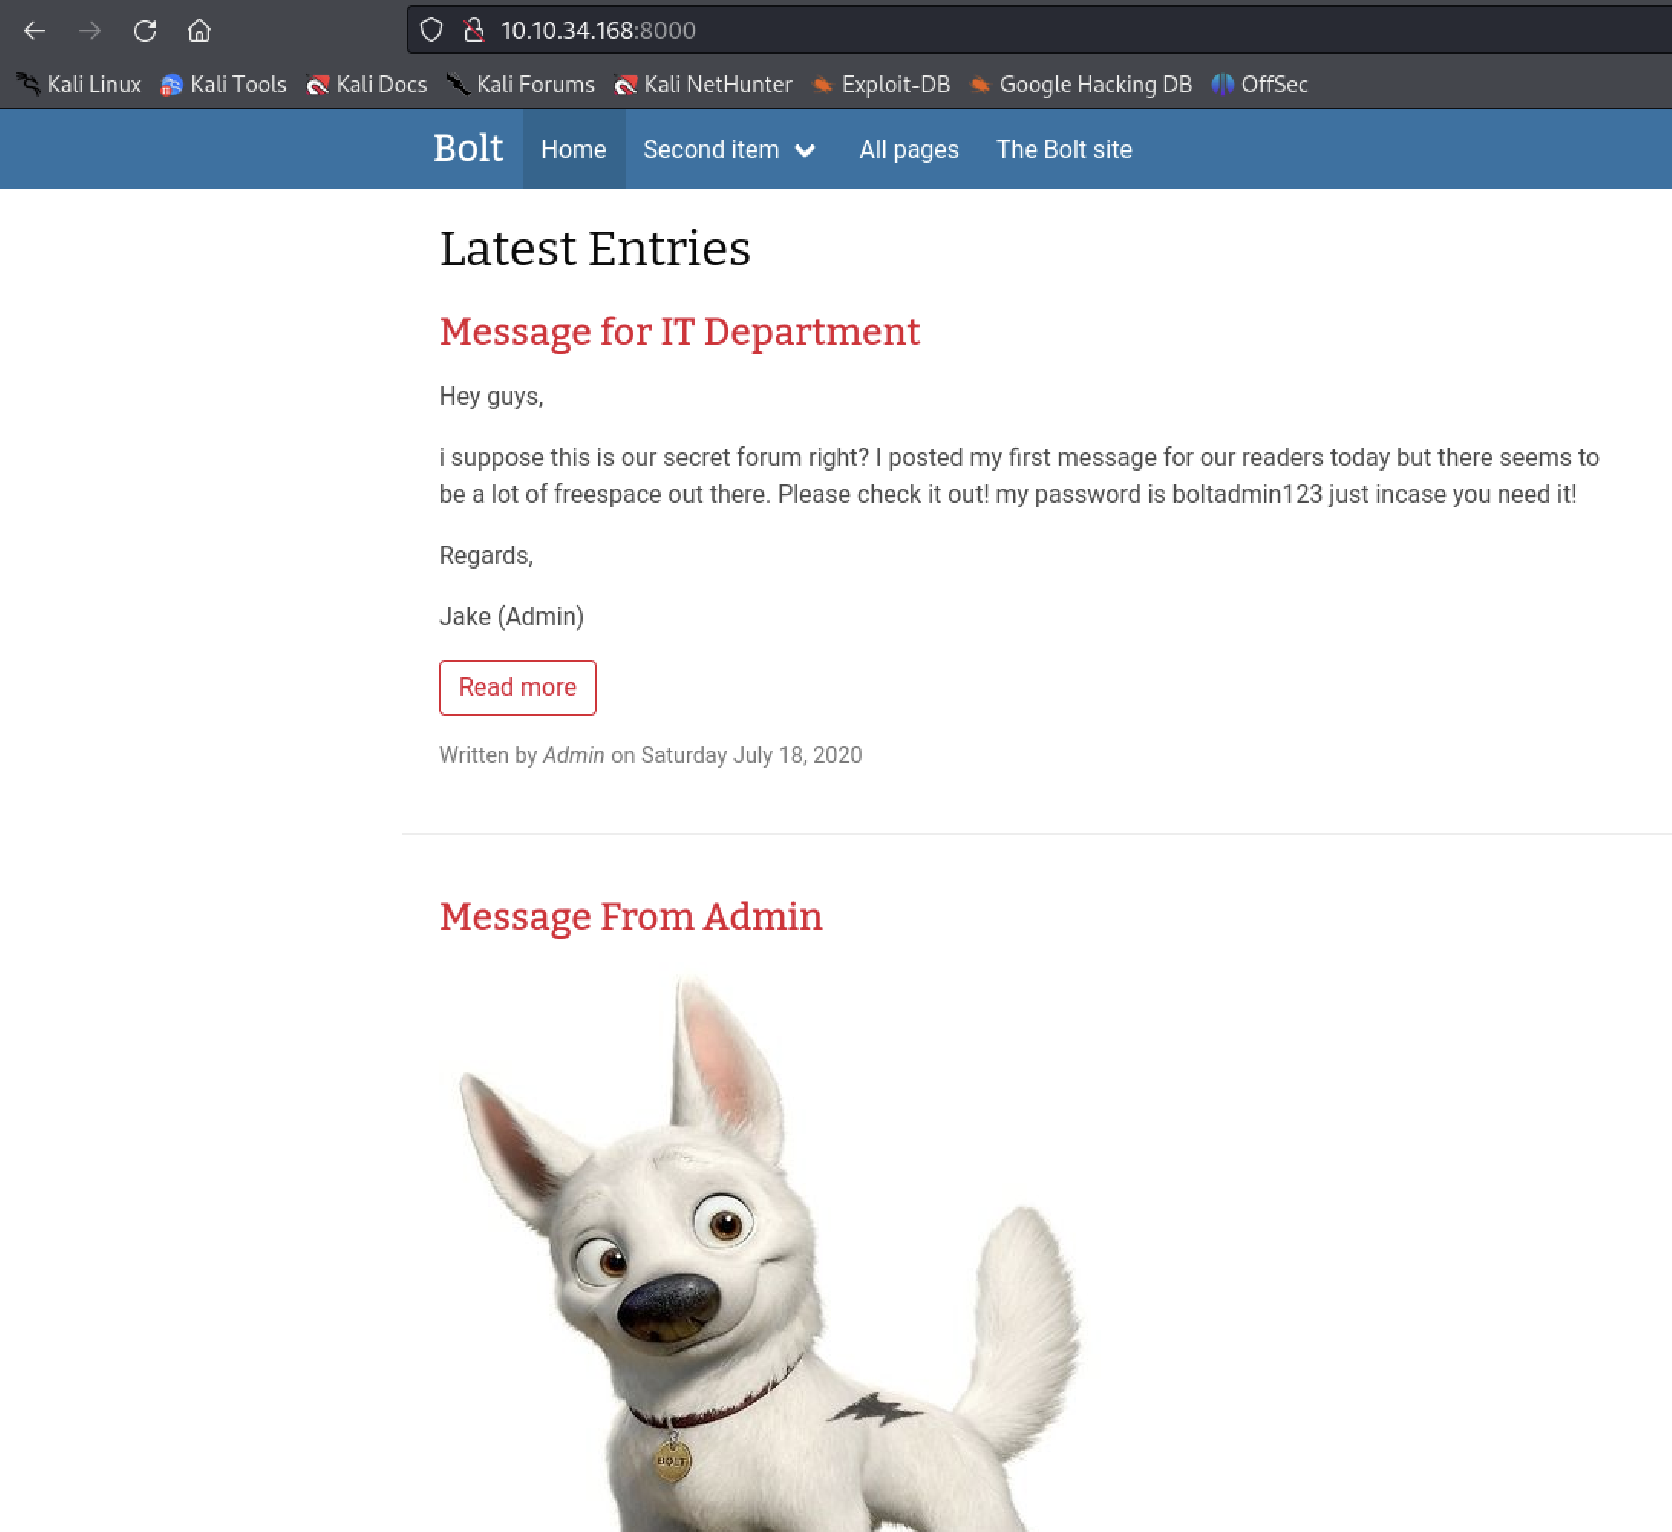 10.10.34.168:8000
Kali Linux Kali Tools Kali Docs Kali Forums Kali NetHunter Exploit-DB Google Hacking DB OffSec
Bolt Home Second item All pages The Bolt site
Latest Entries
Message for IT Department
Hey guys,
i suppose this is our secret forum right? I posted my first message for our readers today but there seems to
be a lot of freespace out there. Please check it out! my password is boltadmin123 just incase you need it!
Regards,
Jake (Admin)
Read more
Written by Admin on Saturday July 18, 2020
Message From Admin
BOLT